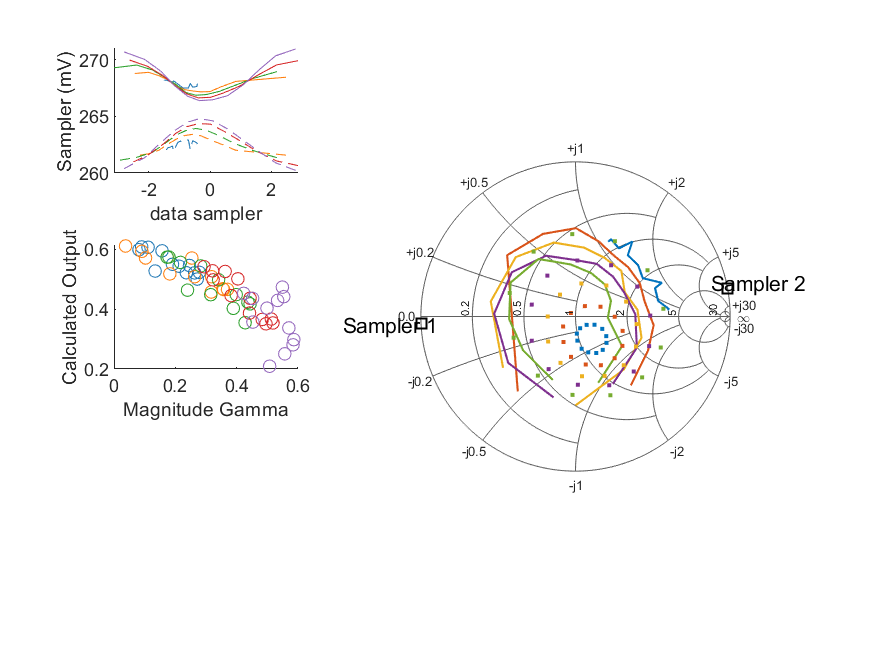 270
265
260
Sampler (mV)
-2 0 2
data sampler
0.6
0.4
0.2
Calculated Output
0 0.2 0.4 0.6
Magnitude Gamma
+j1
+j0.5 +j2
+j0.2 +j5
Sampler 2
+j30
0.0 0.2 0.5 1 2 5 30 ∞
Sampler 1
-j30
-j0.2 -j5
-j0.5 -j2
-j1